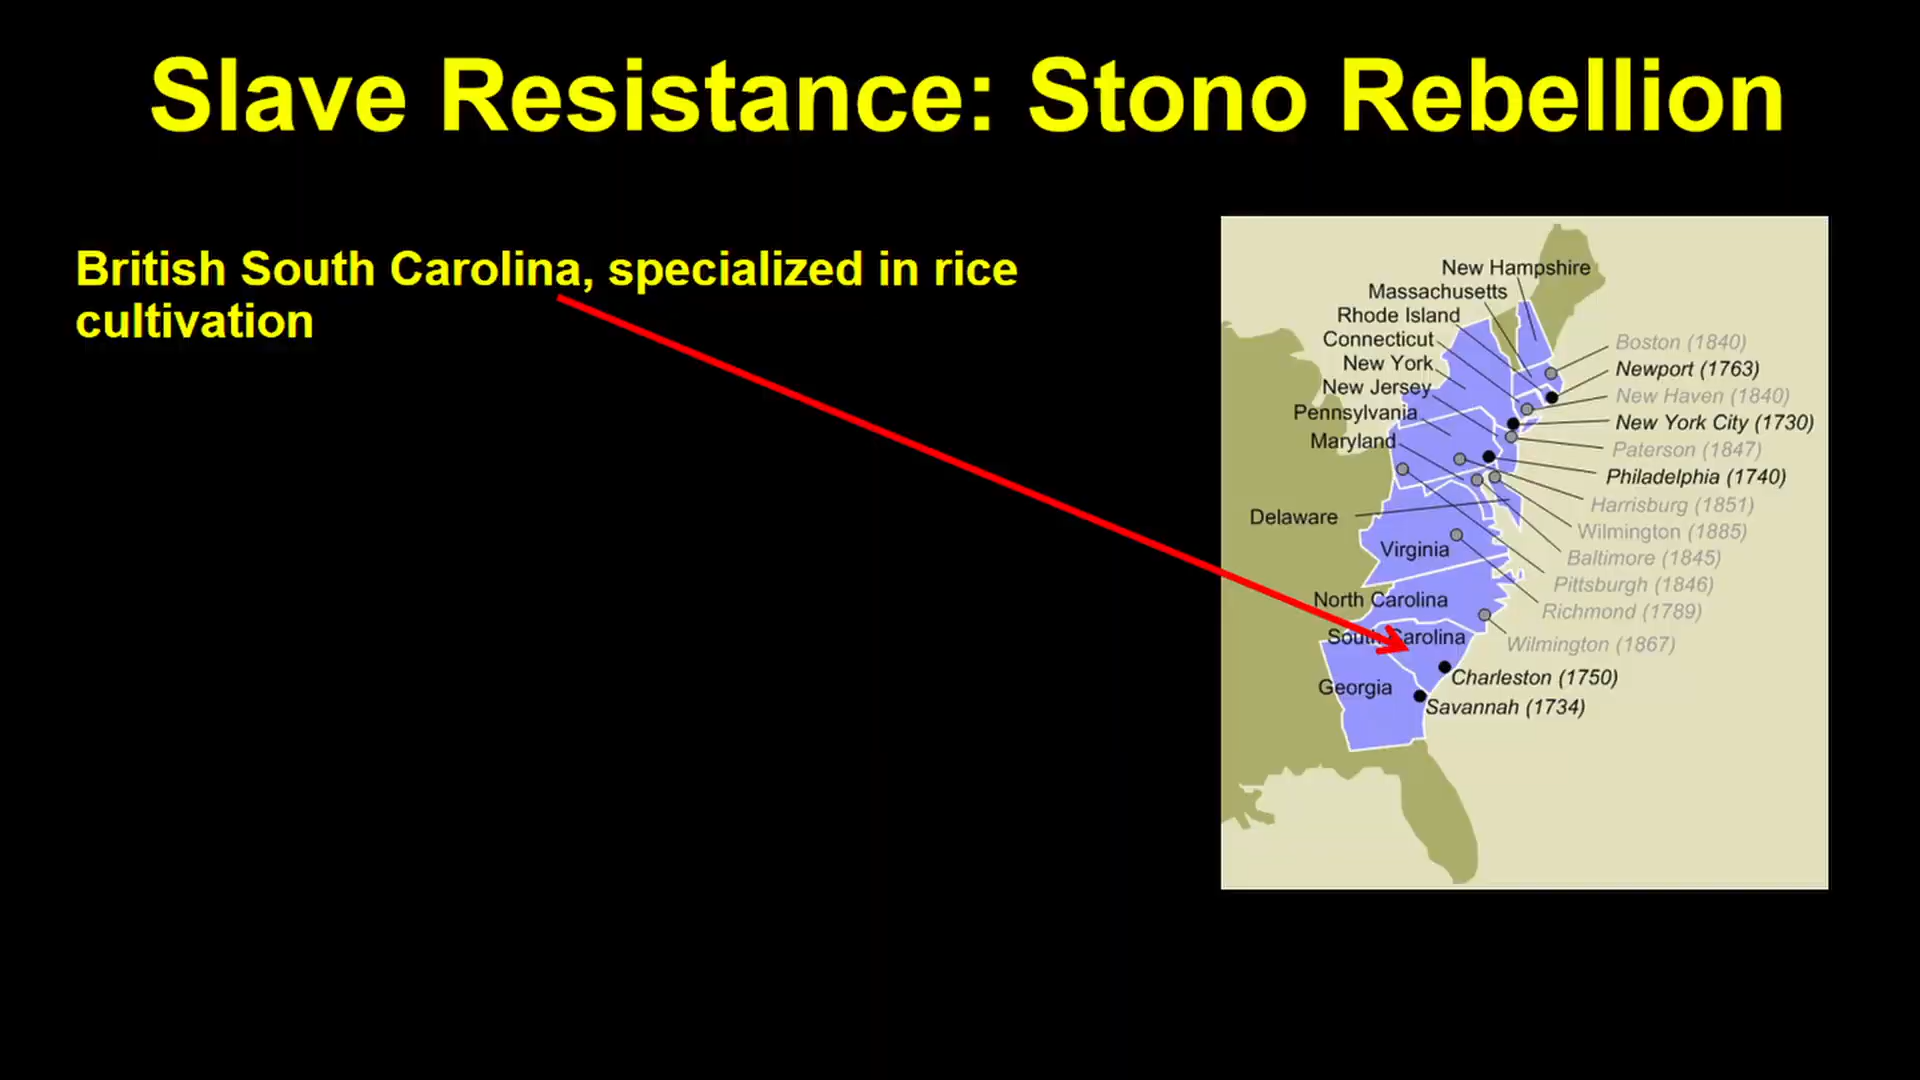 Slave Resistance: Stono Rebellion
British South Carolina, specialized in rice
cultivation
New Hampshire
Massachusetts
Rhode Island
Connecticut
New York
New Jersey
Pennsylvania
Maryland
Delaware
Virginia
North Carolina
South Carolina
Georgia
Boston (1840)
Newport (1763)
New Haven (1840)
New York City (1730)
Paterson (1847)
Philadelphia (1740)
Harrisburg (1851)
Wilmington (1885)
Baltimore (1845)
Pittsburgh (1846)
Richmond (1789)
Wilmington (1867)
Charleston (1750)
Savannah (1734)